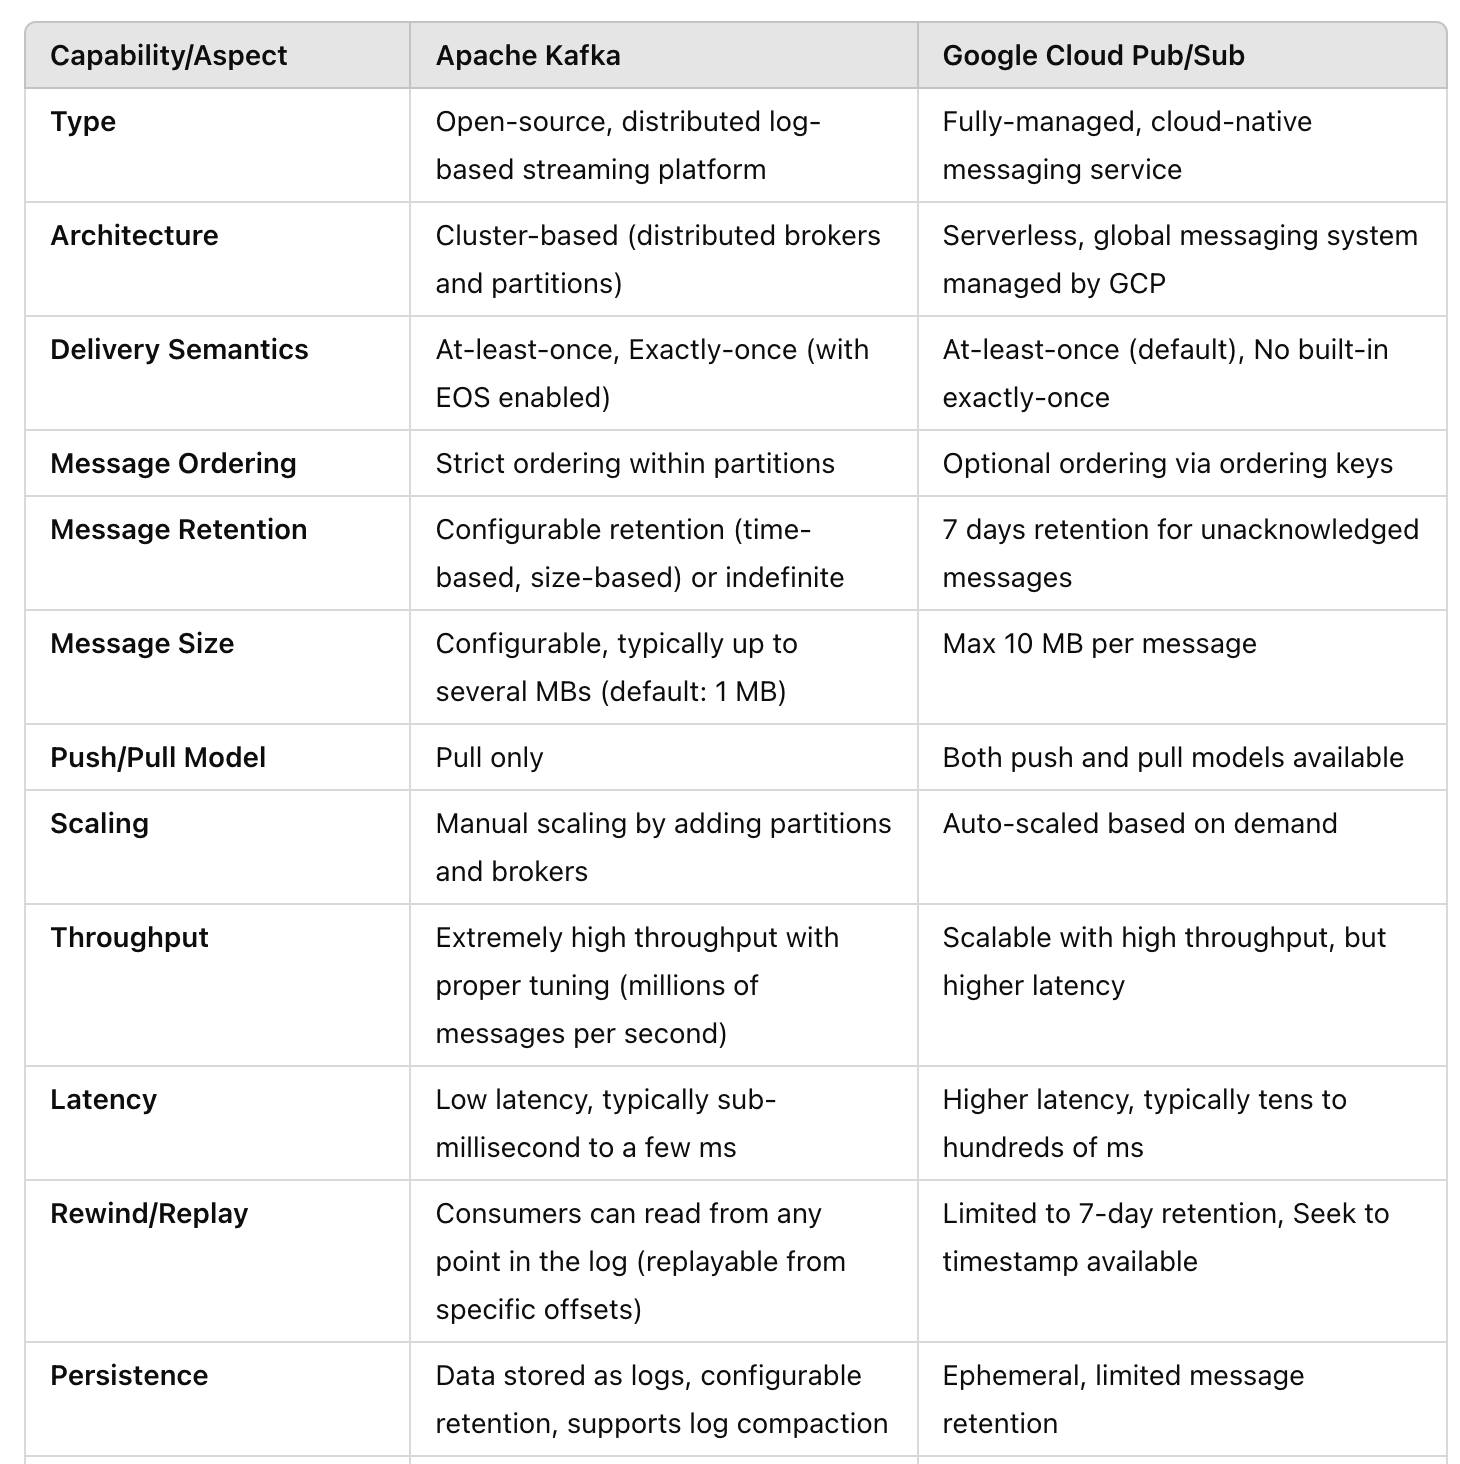 Capability/Aspect
Apache Kafka
Google Cloud Pub/Sub
Type
Open-source, distributed log-
based streaming platform
Fully-managed, cloud-native
messaging service
Architecture
Cluster-based (distributed brokers
and partitions)
Serverless, global messaging system
managed by GCP
Delivery Semantics
At-least-once, Exactly-once (with
EOS enabled)
At-least-once (default), No built-in
exactly-once
Message Ordering
Strict ordering within partitions
Optional ordering via ordering keys
Message Retention
Configurable retention (time-
based, size-based) or indefinite
7 days retention for unacknowledged
messages
Message Size
Configurable, typically up to
several MBs (default: 1 MB)
Max 10 MB per message
Push/Pull Model
Pull only
Both push and pull models available
Scaling
Manual scaling by adding partitions
and brokers
Auto-scaled based on demand
Throughput
Extremely high throughput with
proper tuning (millions of
messages per second)
Scalable with high throughput, but
higher latency
Latency
Low latency, typically sub-
millisecond to a few ms
Higher latency, typically tens to
hundreds of ms
Rewind/Replay
Consumers can read from any
point in the log (replayable from
specific offsets)
Limited to 7-day retention, Seek to
timestamp available
Persistence
Data stored as logs, configurable
retention, supports log compaction
Ephemeral, limited message
retention